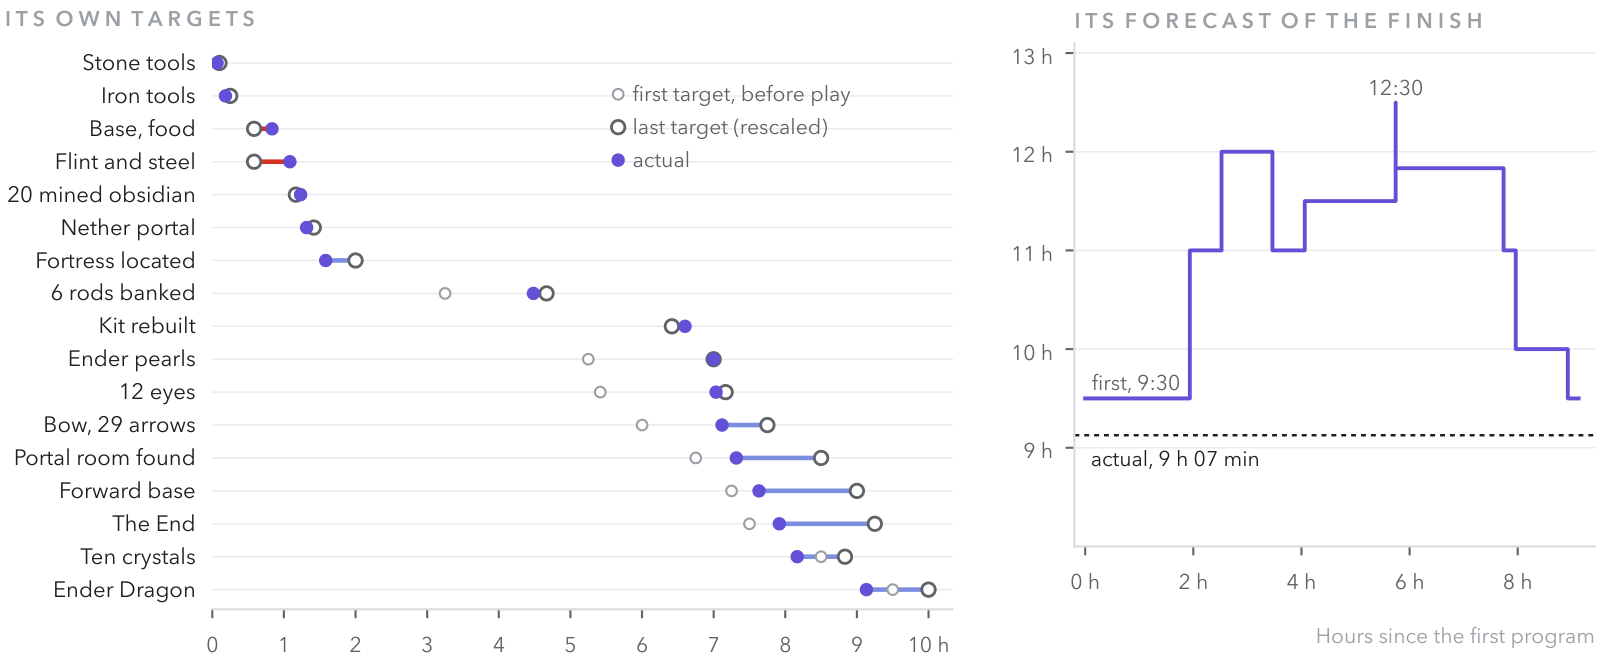 ITS OWN TARGETS
Stone tools
Iron tools
Base, food
Flint and steel
20 mined obsidian
Nether portal
Fortress located
6 rods banked
Kit rebuilt
Ender pearls
12 eyes
Bow, 29 arrows
Portal room found
Forward base
The End
Ten crystals
Ender Dragon
first target, before play
last target (rescaled)
actual
0 1 2 3 4 5 6 7 8 9 10 h
ITS FORECAST OF THE FINISH
13 h
12 h
11 h
10 h
9 h
12:30
first, 9:30
actual, 9 h 07 min
0 h 2 h 4 h 6 h 8 h
Hours since the first program